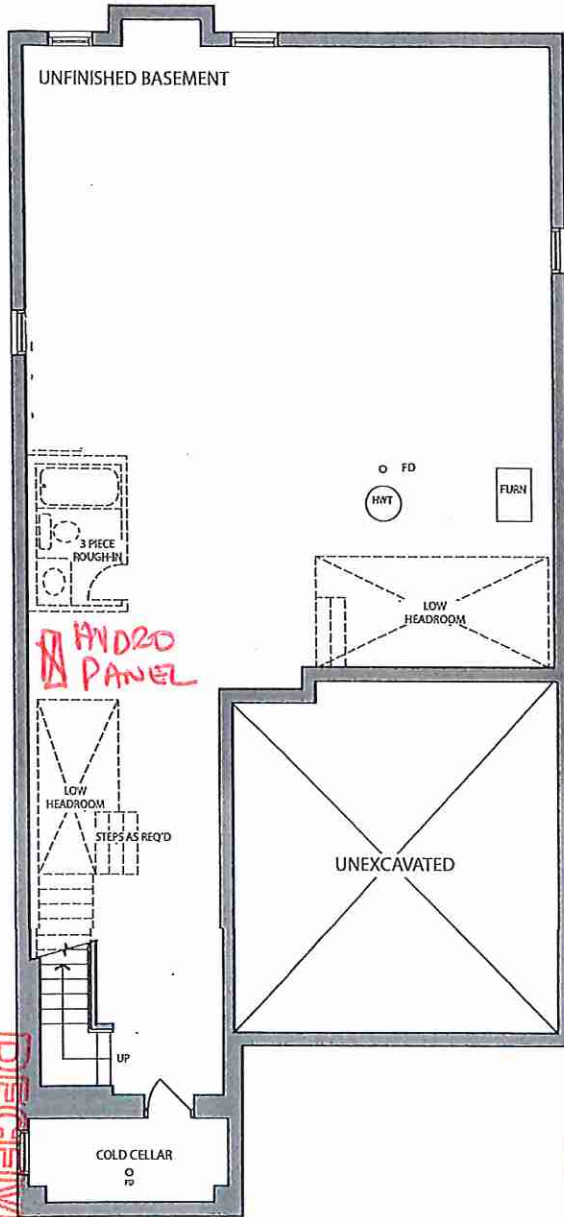 UNFINISHED BASEMENT
FD
HWT
FURN
3 PIECE
ROUGH-IN
LOW
HEADROOM
HYDRO
PANEL
LOW
HEADROOM
STEPS AS REQ'D
UNEXCAVATED
UP
COLD CELLAR
FD